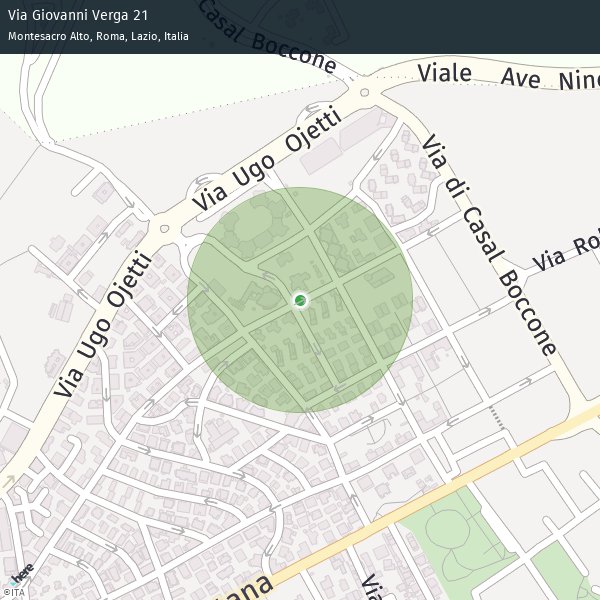 Via Giovanni Verga 21
Montesacro Alto, Roma, Lazio, Italia
Casal Boccone
Viale Ave Nino
Via Ugo Ojetti
Via di Casal Boccone
Via Ugo Ojetti
Via Ro
ana
Via
here
©ITA